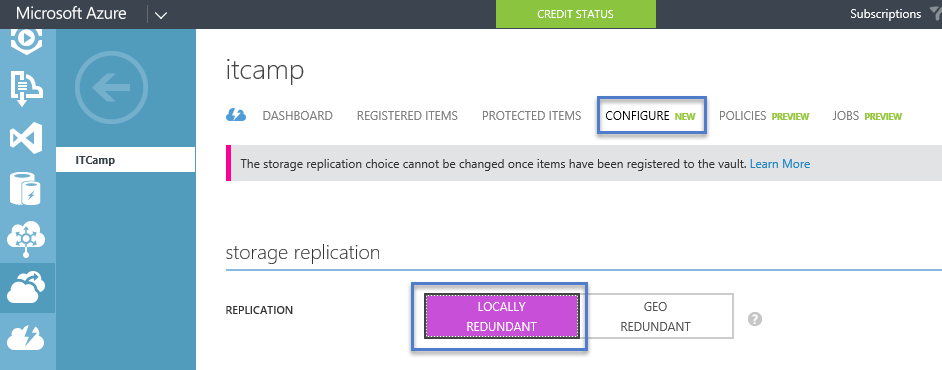 Microsoft Azure
CREDIT STATUS
Subscriptions
itcamp
DASHBOARD REGISTERED ITEMS PROTECTED ITEMS CONFIGURE NEW POLICIES PREVIEW JOBS PREVIEW
ITCamp
The storage replication choice cannot be changed once items have been registered to the vault. Learn More
storage replication
REPLICATION
LOCALLY
REDUNDANT
GEO
REDUNDANT
?